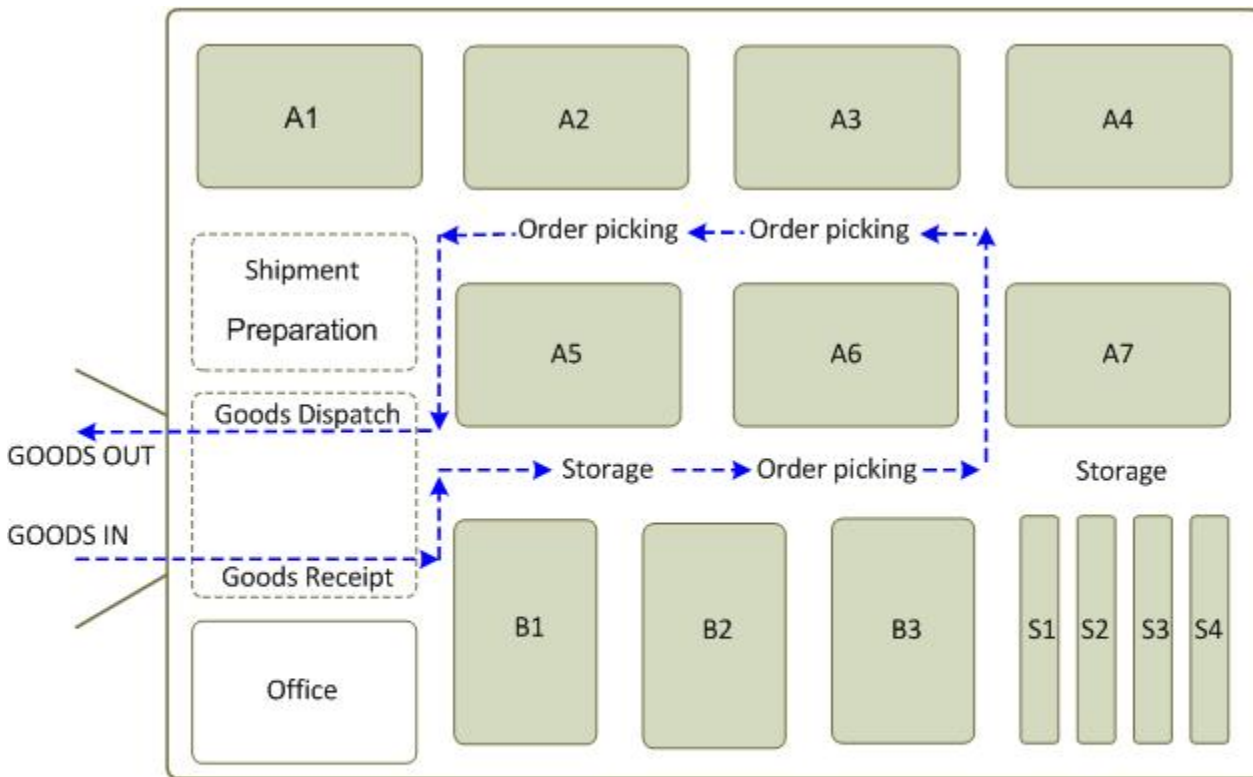 A1
A2
A3
A4
Order picking
Order picking
Shipment
Preparation
A5
A6
A7
Goods Dispatch
GOODS OUT
Storage
Order picking
Storage
GOODS IN
Goods Receipt
B1
B2
B3
S1
S2
S3
S4
Office